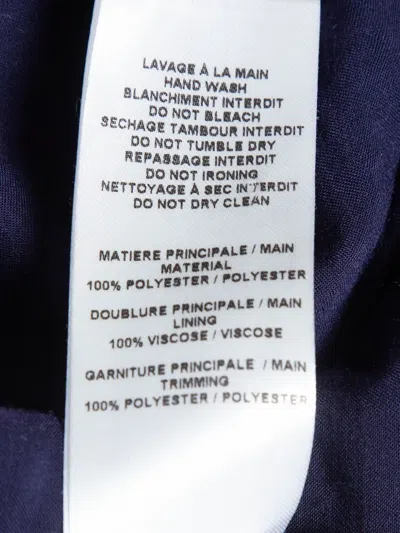 LAVAGE À LA MAIN
HAND WASH
BLANCHIMENT INTERDIT
DO NOT BLEACH
SECHAGE TAMBOUR INTERDIT
DO NOT TUMBLE DRY
REPASSAGE INTERDIT
DO NOT IRONING
NETTOYAGE À SEC INTERDIT
DO NOT DRY CLEAN
MATIERE PRINCIPALE / MAIN
MATERIAL
100% POLYESTER / POLYESTER
DOUBLURE PRINCIPALE / MAIN
LINING
100% VISCOSE / VISCOSE
GARNITURE PRINCIPALE / MAIN
TRIMMING
100% POLYESTER / POLYESTER